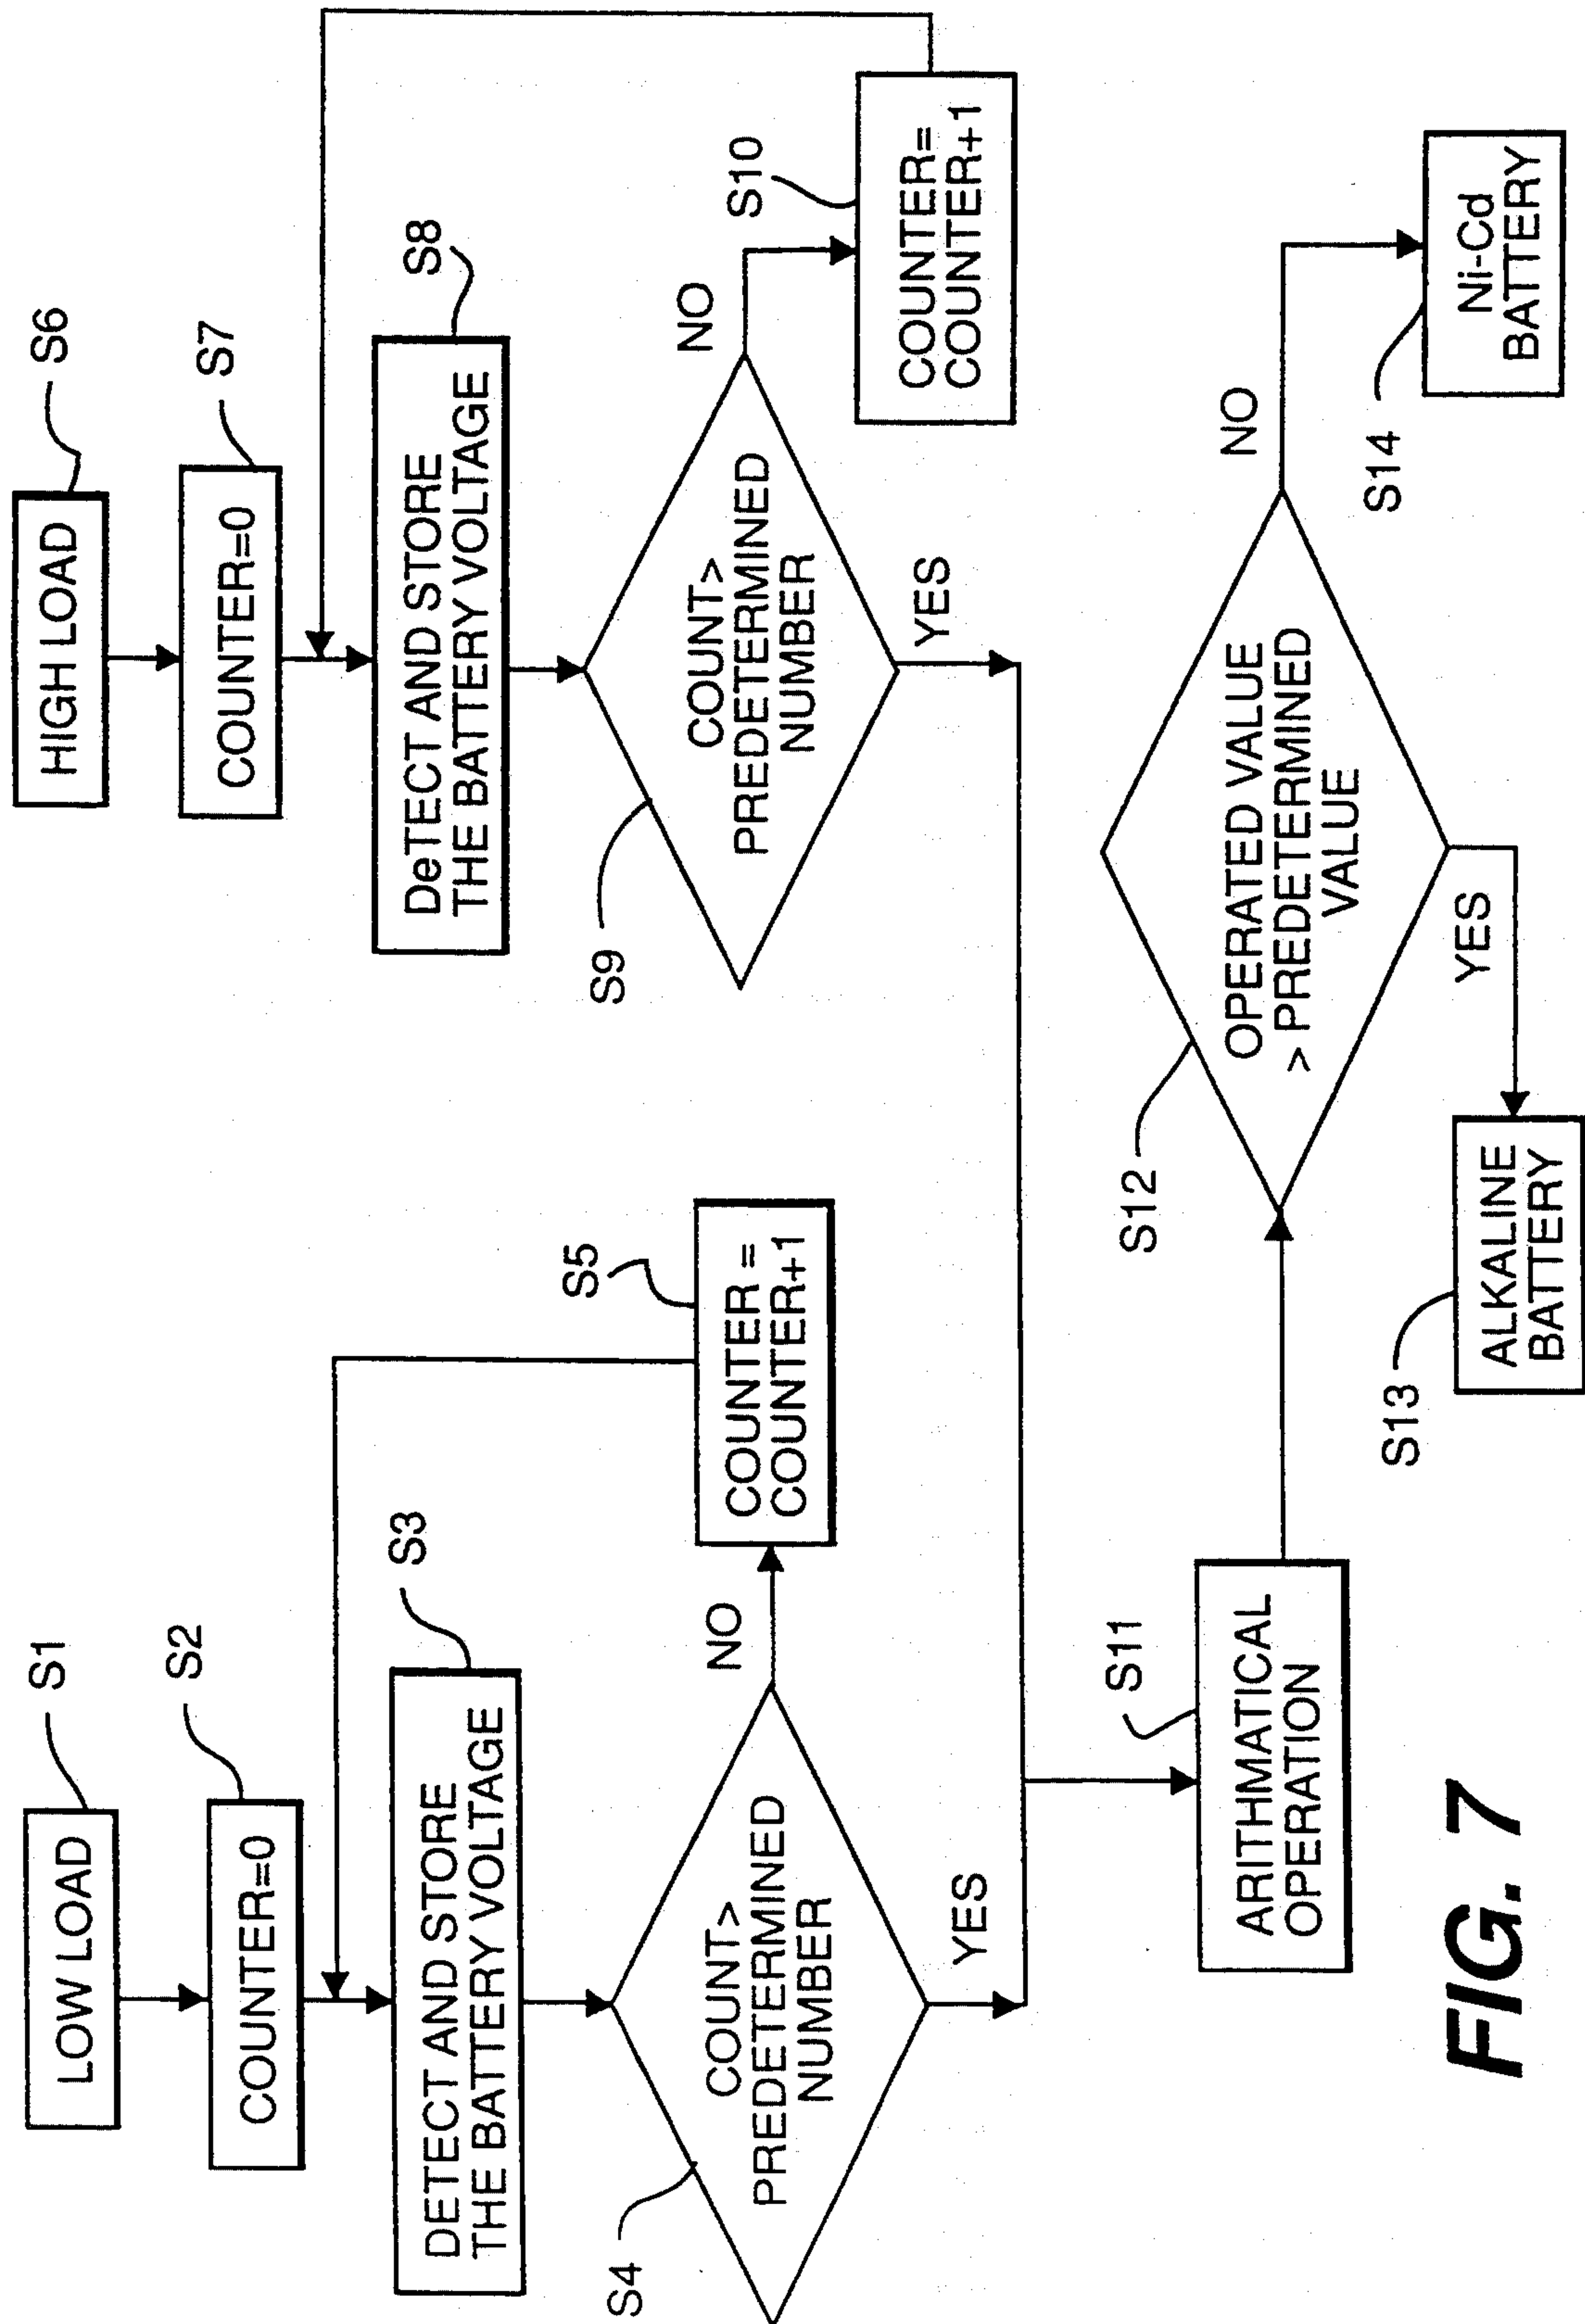 LOW LOAD
S1
COUNTER=0
S2
DETECT AND STORE
THE BATTERY VOLTAGE
S3
COUNT>
PREDETERMINED
NUMBER
S4
NO
YES
COUNTER =
COUNTER+1
S5
HIGH LOAD
S6
COUNTER=0
S7
DeTECT AND STORE
THE BATTERY VOLTAGE
S8
COUNT>
PREDETERMINED
NUMBER
S9
NO
YES
COUNTER=
COUNTER+1
S10
ARITHMATICAL
OPERATION
S11
OPERATED VALUE
> PREDETERMINED
VALUE
S12
YES
NO
ALKALINE
BATTERY
S13
Ni-Cd
BATTERY
S14
FIG. 7